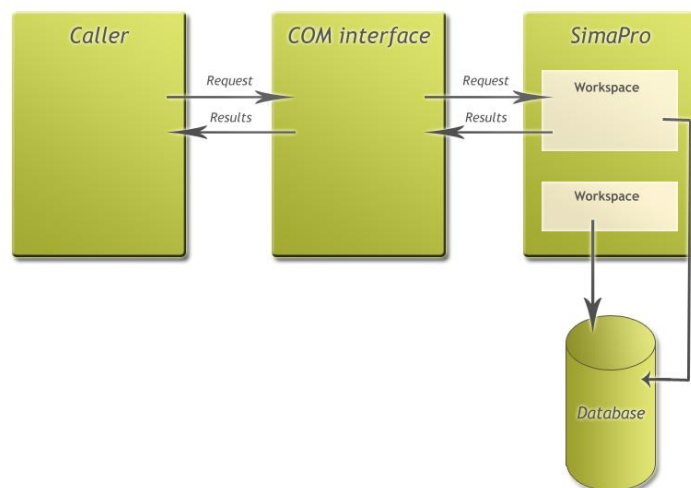 Caller
COM interface
SimaPro
Request
Results
Request
Results
Workspace
Workspace
Database